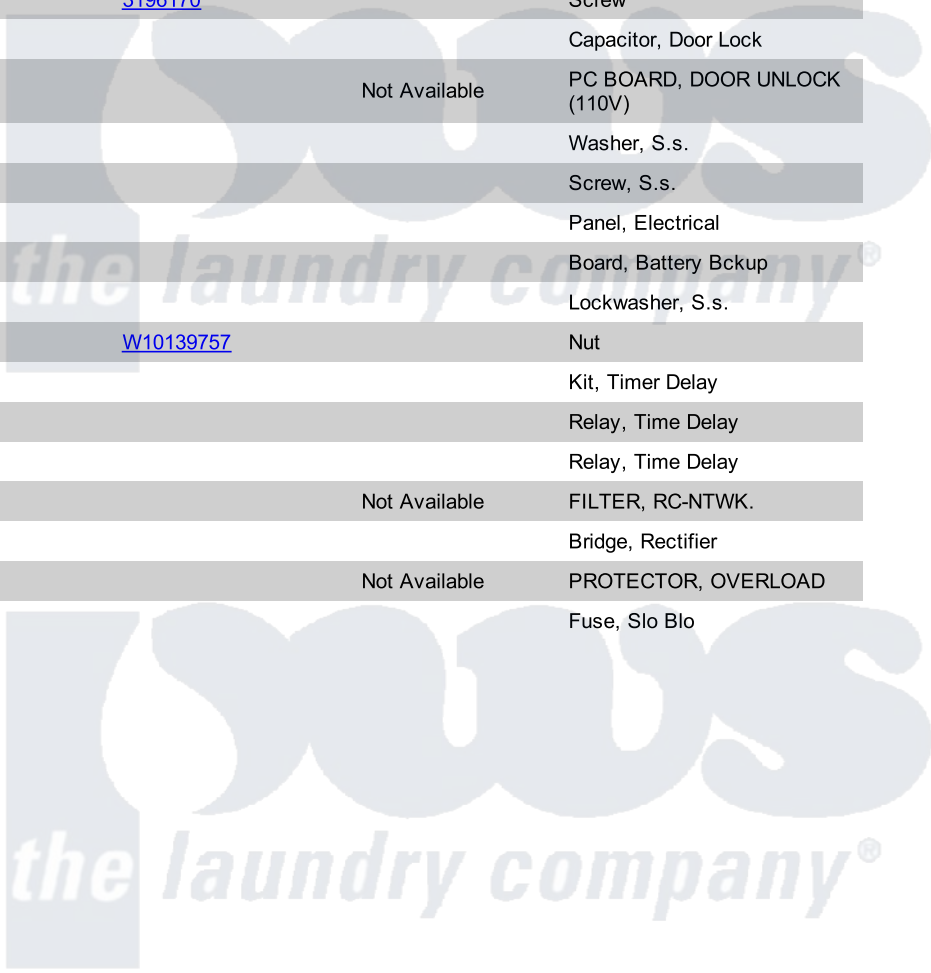 3196170 Screw
Capacitor, Door Lock
Not Available PC BOARD, DOOR UNLOCK
(110V)
Washer, S.s.
Screw, S.s.
Panel, Electrical
Board, Battery Bckup
Lockwasher, S.s.
W10139757 Nut
Kit, Timer Delay
Relay, Time Delay
Relay, Time Delay
Not Available FILTER, RC-NTWK.
Bridge, Rectifier
Not Available PROTECTOR, OVERLOAD
Fuse, Slo Blo
pws
the laundry company®
pws
the laundry company®